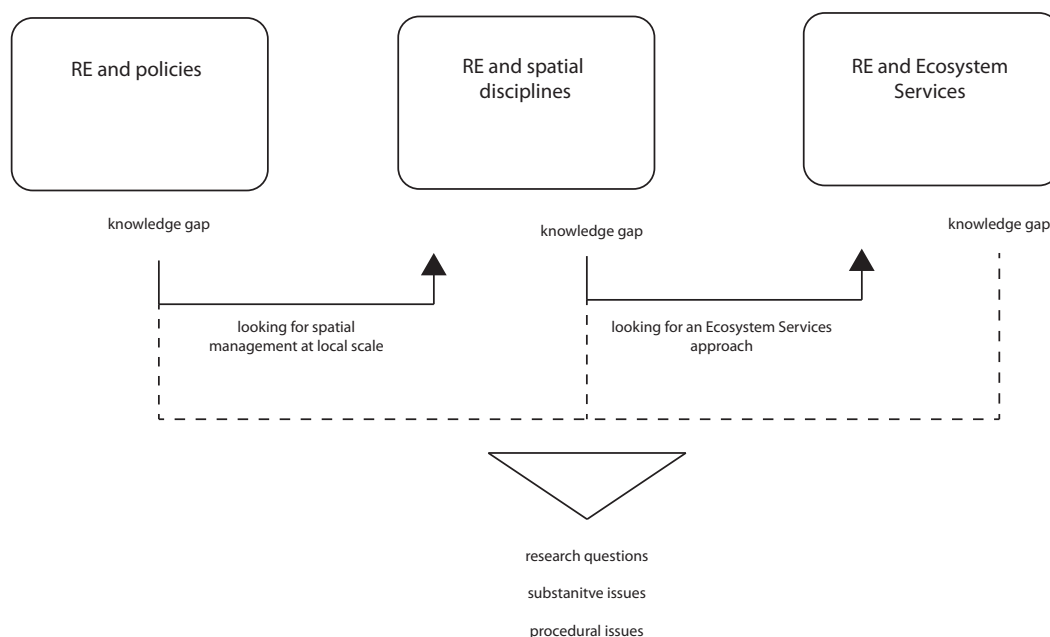 RE and policies
RE and spatial
disciplines
RE and Ecosystem
Services
knowledge gap
knowledge gap
knowledge gap
looking for spatial
management at local scale
looking for an Ecosystem Services
approach
research questions
substanitve issues
procedural issues